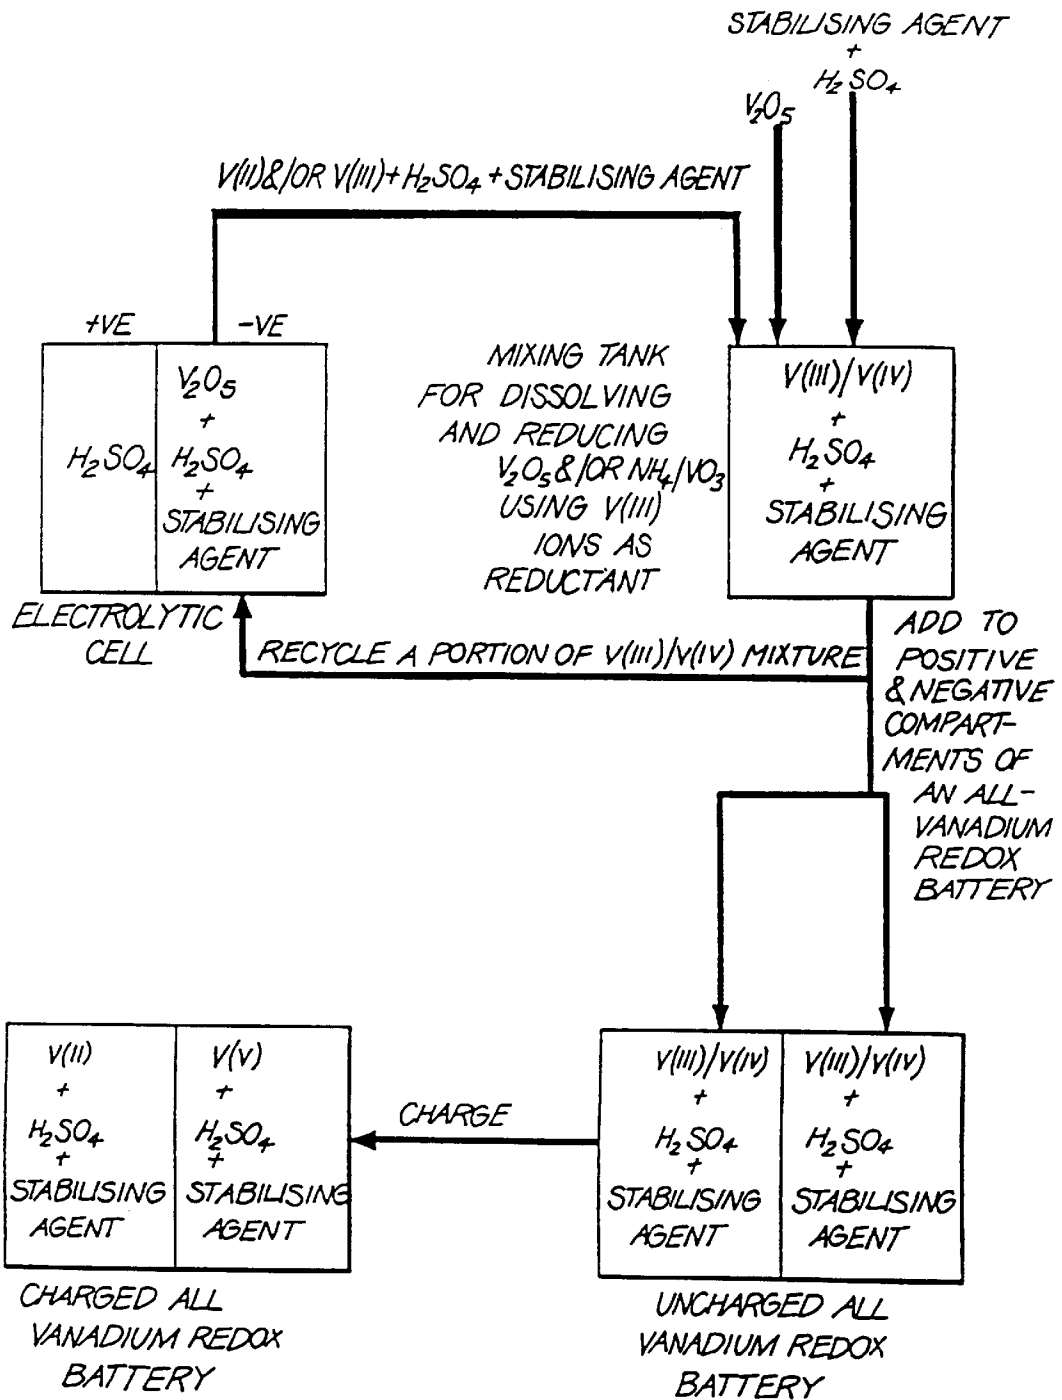 STABILISING AGENT
+
H₂SO₄
V₂O₅
V(II)&/OR V(III)+H₂SO₄+STABILISING AGENT
+VE
-VE
H₂SO₄
V₂O₅
+
H₂SO₄
+
STABILISING
AGENT
ELECTROLYTIC
CELL
MIXING TANK
FOR DISSOLVING
AND REDUCING
V₂O₅&/OR NH₄/VO₃
USING V(III)
IONS AS
REDUCTANT
V(III)/V(IV)
+
H₂SO₄
+
STABILISING
AGENT
RECYCLE A PORTION OF V(III)/V(IV) MIXTURE
ADD TO
POSITIVE
& NEGATIVE
COMPART-
MENTS OF
AN ALL-
VANADIUM
REDOX
BATTERY
V(II)
+
H₂SO₄
+
STABILISING
AGENT
V(V)
+
H₂SO₄
+
STABILISING
AGENT
CHARGED ALL
VANADIUM REDOX
BATTERY
CHARGE
V(III)/V(IV)
+
H₂SO₄
+
STABILISING
AGENT
V(III)/V(IV)
+
H₂SO₄
+
STABILISING
AGENT
UNCHARGED ALL
VANADIUM REDOX
BATTERY